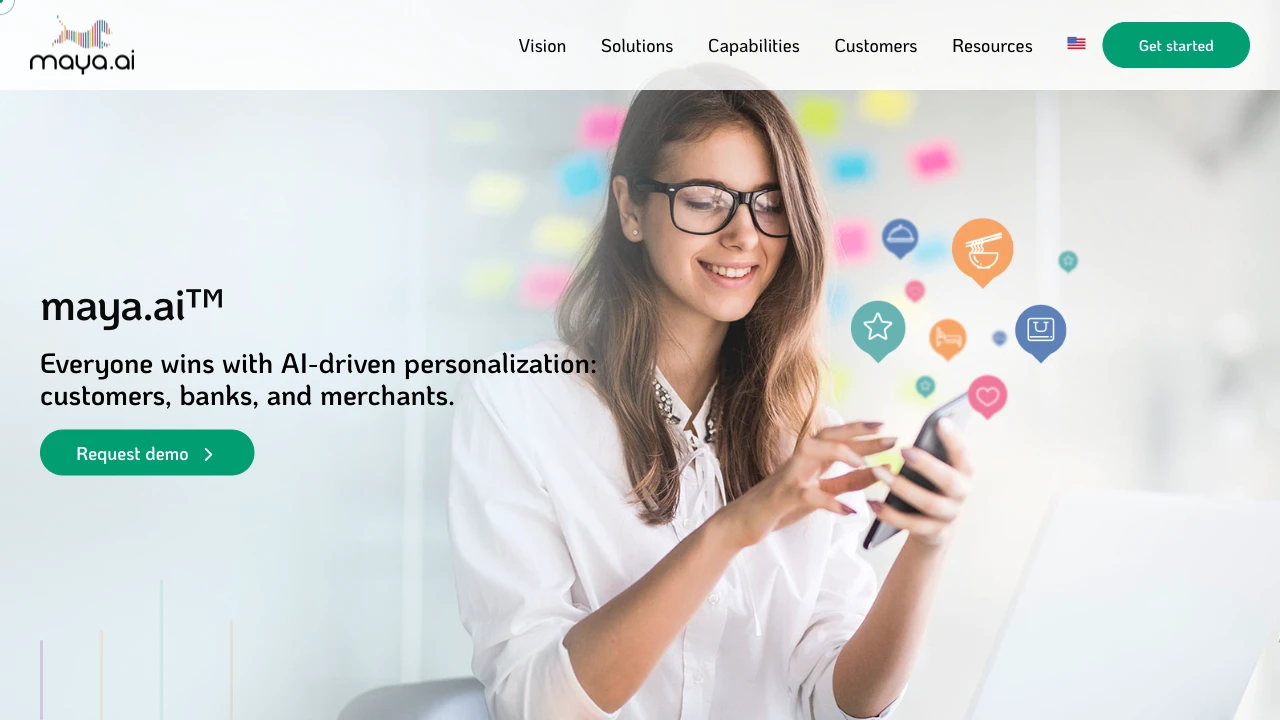 maya.ai
Vision
Solutions
Capabilities
Customers
Resources
Get started
maya.ai™
Everyone wins with AI-driven personalization:
customers, banks, and merchants.
Request demo